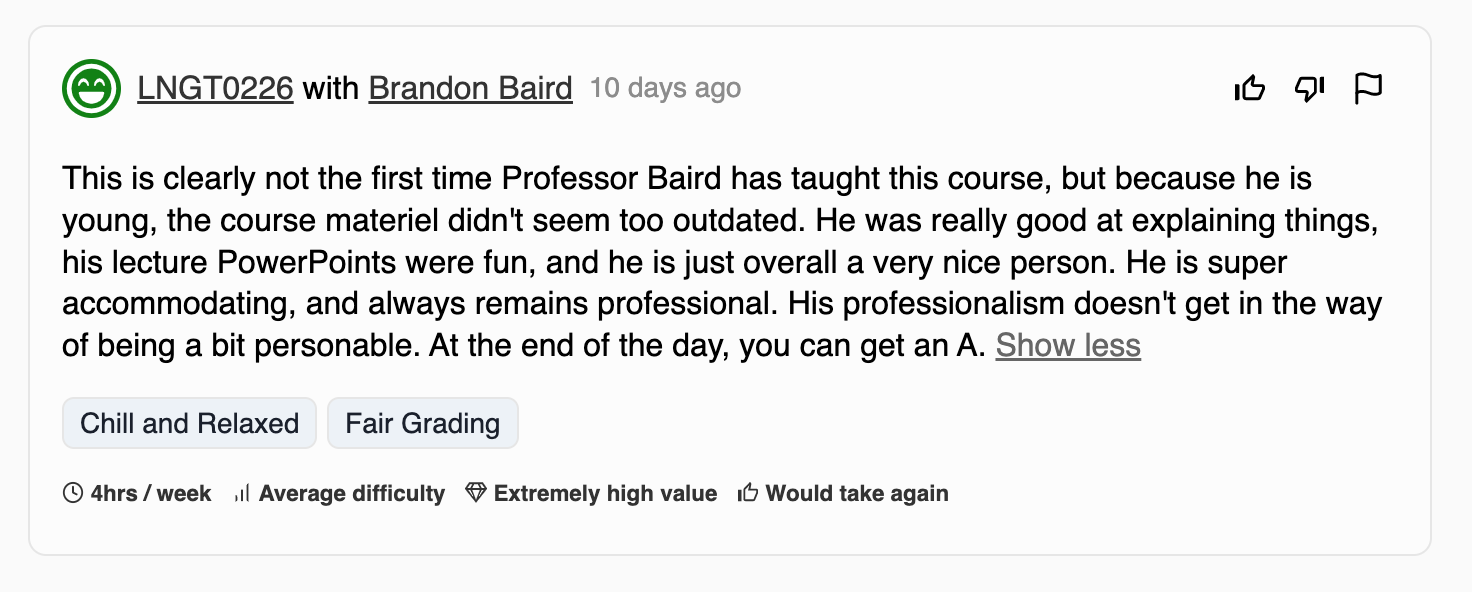 LNGT0226 with Brandon Baird 10 days ago
This is clearly not the first time Professor Baird has taught this course, but because he is
young, the course materiel didn't seem too outdated. He was really good at explaining things,
his lecture PowerPoints were fun, and he is just overall a very nice person. He is super
accommodating, and always remains professional. His professionalism doesn't get in the way
of being a bit personable. At the end of the day, you can get an A. Show less
Chill and Relaxed Fair Grading
4hrs / week Average difficulty Extremely high value Would take again